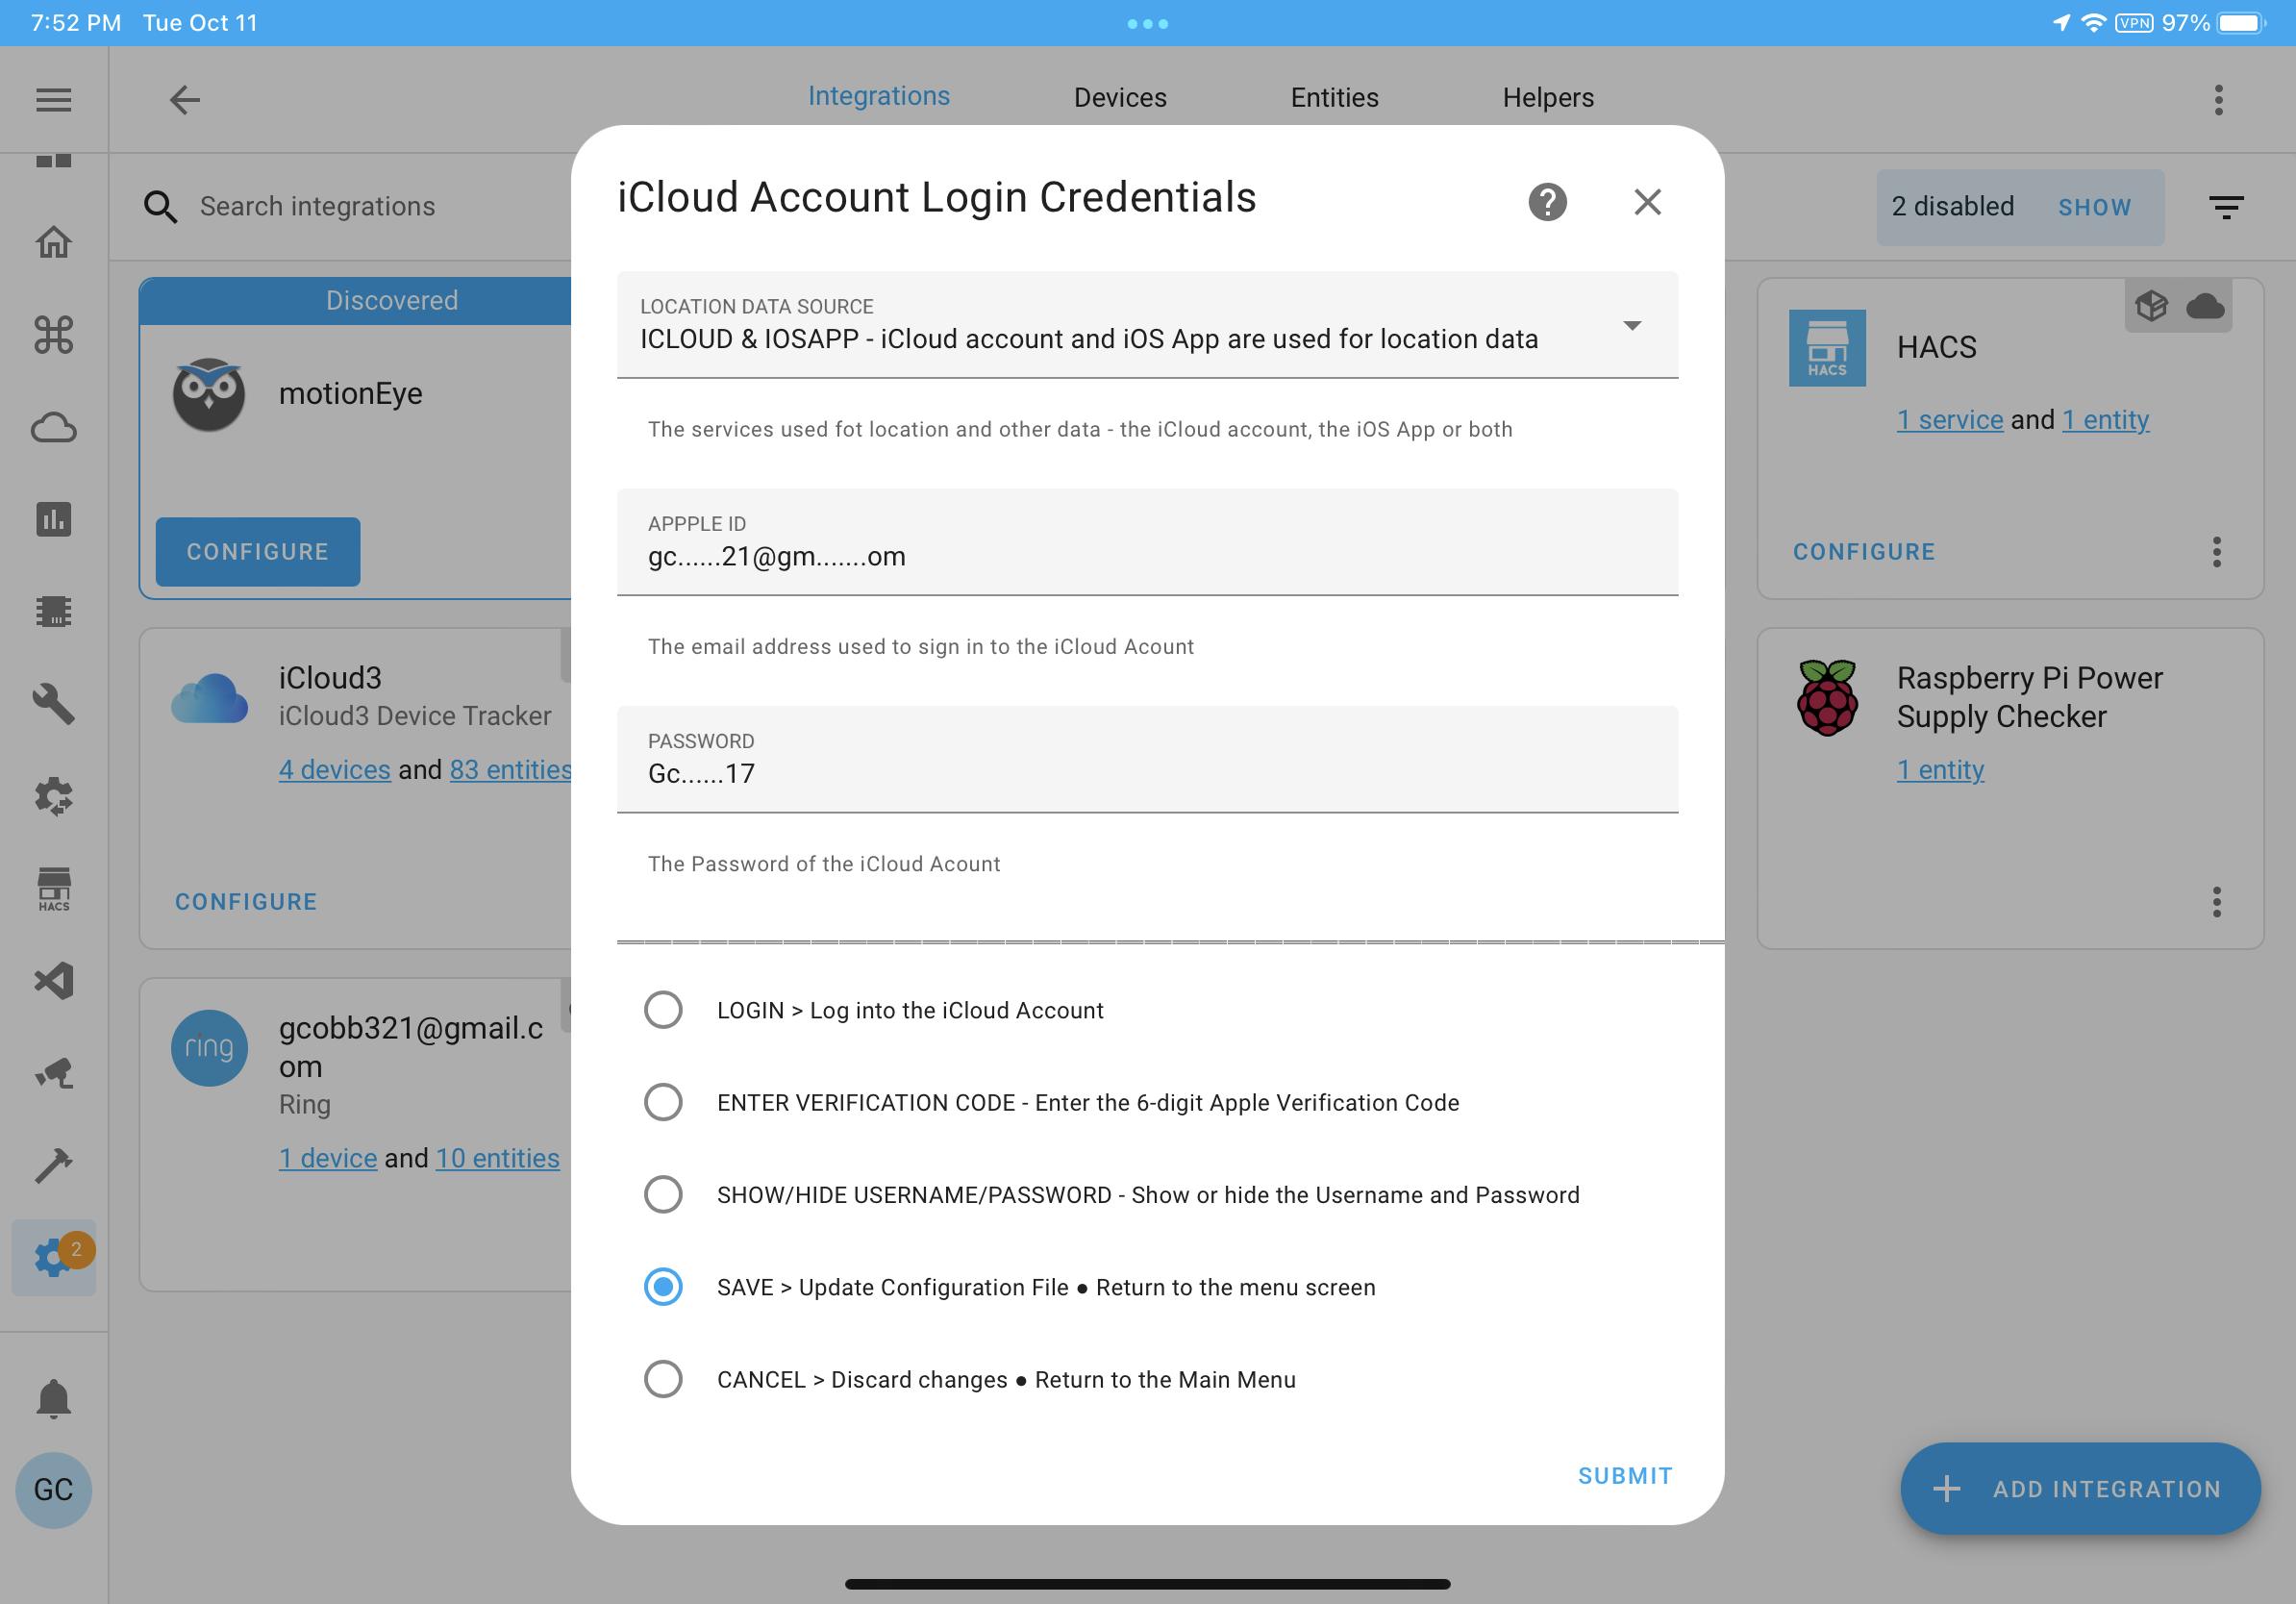 7:52 PM Tue Oct 11
VPN 97%
Integrations
Devices
Entities
Helpers
Search integrations
2 disabled SHOW
Discovered
motionEye
CONFIGURE
iCloud3
iCloud3 Device Tracker
4 devices and 83 entities
CONFIGURE
ring
gcobb321@gmail.c
om
Ring
1 device and 10 entities
HACS
2
GC
iCloud Account Login Credentials
?
LOCATION DATA SOURCE
ICLOUD & IOSAPP - iCloud account and iOS App are used for location data
The services used fot location and other data - the iCloud account, the iOS App or both
APPPLE ID
gc......21@gm.......om
The email address used to sign in to the iCloud Acount
PASSWORD
Gc......17
The Password of the iCloud Acount
LOGIN > Log into the iCloud Account
ENTER VERIFICATION CODE - Enter the 6-digit Apple Verification Code
SHOW/HIDE USERNAME/PASSWORD - Show or hide the Username and Password
SAVE > Update Configuration File ● Return to the menu screen
CANCEL > Discard changes ● Return to the Main Menu
SUBMIT
HACS
HACS
1 service and 1 entity
CONFIGURE
Raspberry Pi Power
Supply Checker
1 entity
+ ADD INTEGRATION